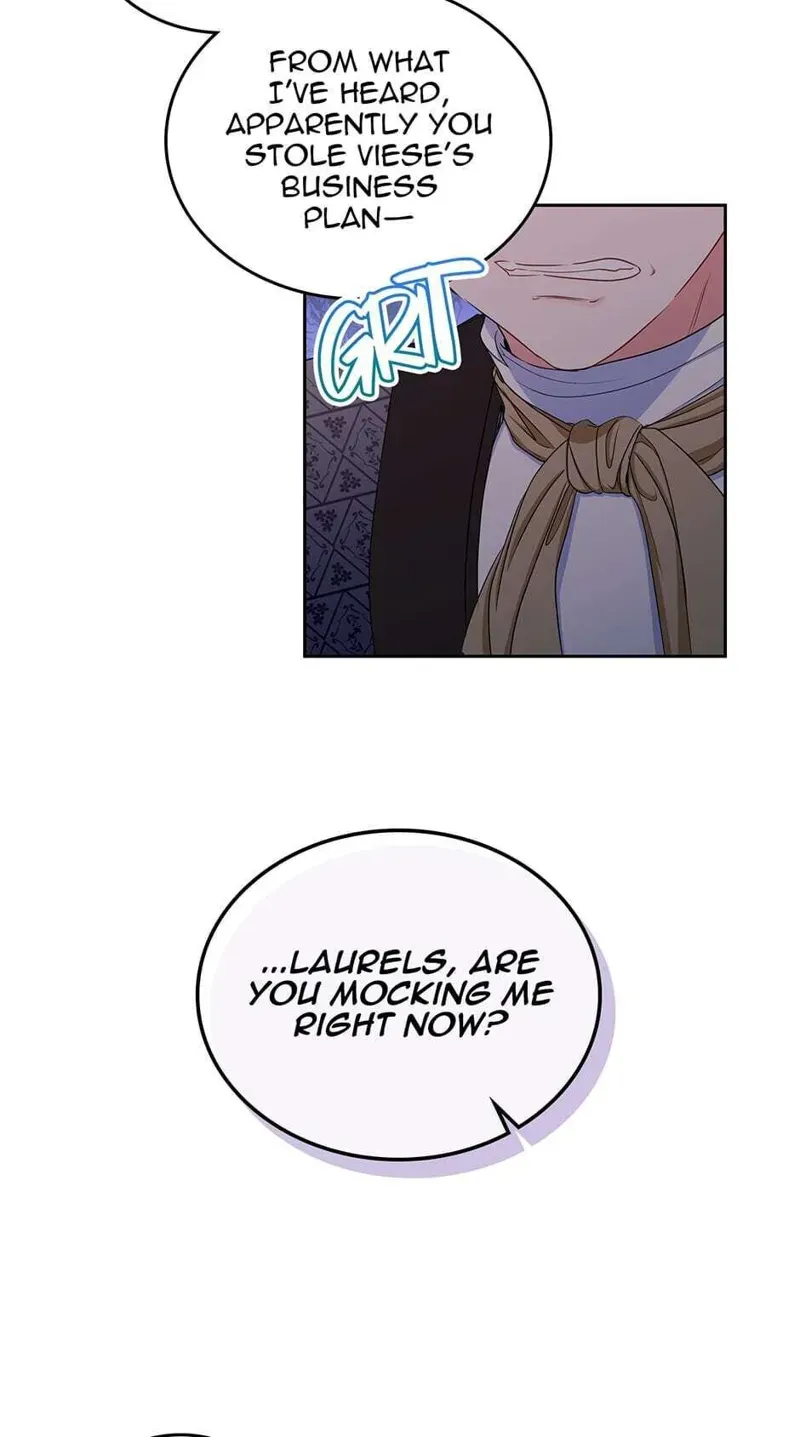 FROM WHAT
I'VE HEARD,
APPARENTLY YOU
STOLE VIESE'S
BUSINESS
PLAN—
GRIT
...LAURELS, ARE
YOU MOCKING ME
RIGHT NOW?